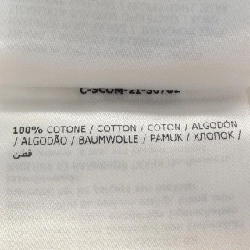 100% COTONE / COTTON / COTON / ALGODÓN
/ ALGODÃO / BAUMWOLLE / PAMUK / ХЛОПОК /
قطن